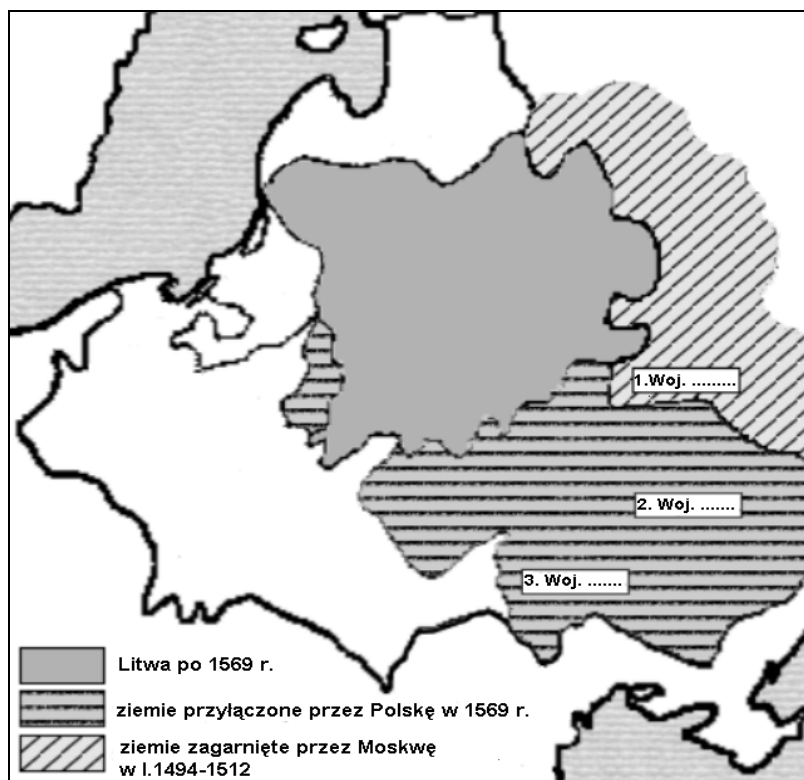 1.Woj. .........
2. Woj. .......
3. Woj. .......
Litwa po 1569 r.
ziemie przyłączone przez Polskę w 1569 r.
ziemie zagarnięte przez Moskwę
w l.1494-1512